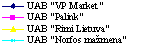 UAB "VP Market"
UAB "Palink"
UAB "Rimi Lietuva"
UAB "Norfos mažmena"